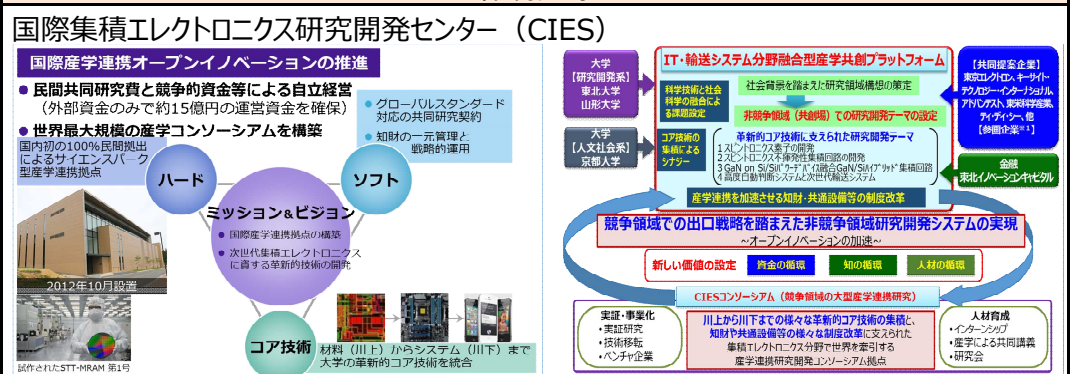 国際集積エレクトロニクス研究開発センター（CIES）
国際産学連携オープンイノベーションの推進
● 民間共同研究費と競争的資金等による自立経営
（外部資金のみで約15億円の運営資金を確保）
● 世界最大規模の産学コンソーシアムを構築
国内初の100％民間拠出
によるサイエンスパーク
型産学連携拠点
● グローバルスタンダード
対応の共同研究契約
● 知財の一元管理と
戦略的運用
ハード
ソフト
ミッション&ビジョン
● 国際産学連携拠点の構築
● 次世代集積エレクトロニクス
に資する革新的技術の開発
2012年10月設置
試作されたSTT-MRAM 第1号
コア技術
材料（川上）からシステム（川下）まで
大学の革新的コア技術を統合
大学
【研究開発系】
東北大学
山形大学
大学
【人文社会系】
京都大学
IT・輸送システム分野融合型産学共創プラットフォーム
科学技術と社会
科学の融合によ
る課題設定
社会背景を踏まえた研究領域構想の策定
非競争領域（共創場）での研究開発テーマの設定
コア技術の
集積による
シナジー
革新的コア技術に支えられた研究開発テーマ
1 スピントロニクス素子の開発
2 スピントロニクス不揮発性集積回路の開発
3 GaN on Si/Siパワーデバイス融合GaN/Siハイブリッド集積回路
4 高度自動判断システムと次世代輸送システム
産学連携を加速させる知財・共通設備等の制度改革
【共同提案企業】
東京エレクトロン、キーサイト・
テクノロジー・インターナショナル、
アドバンテスト、東栄科学産業、
ティ・ディ・シー、他
【参画企業※1】
金融
東北イノベーションキャピタル
競争領域での出口戦略を踏まえた非競争領域研究開発システムの実現
～オープンイノベーションの加速～
新しい価値の設定
資金の循環
知の循環
人材の循環
CIESコンソーシアム（競争領域の大型産学連携研究）
実証・事業化
・実証研究
・技術移転
・ベンチャ企業
川上から川下までの様々な革新的コア技術の集積と、
知財や共通設備等の様々な制度改革に支えられた
集積エレクトロニクス分野で世界を牽引する
産学連携研究開発コンソーシアム拠点
人材育成
・インターンシップ
・産学による共同講義
・研究会